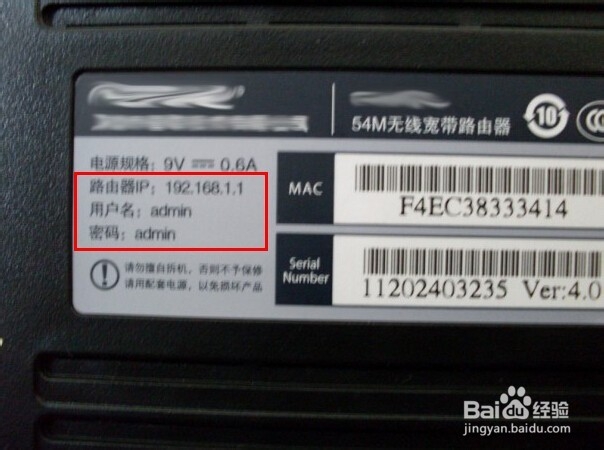 54M无线宽带路由器
10
电源规格: 9V 0.6A
路由器IP: 192.168.1.1
用户名: admin
密码: admin
请勿擅自拆机, 否则不予保修
请用配套电源, 以免损坏产品
MAC
F4EC38333414
Serial Number
11202403235 Ver:4.0
Baidu经验
jingyan.baidu.com